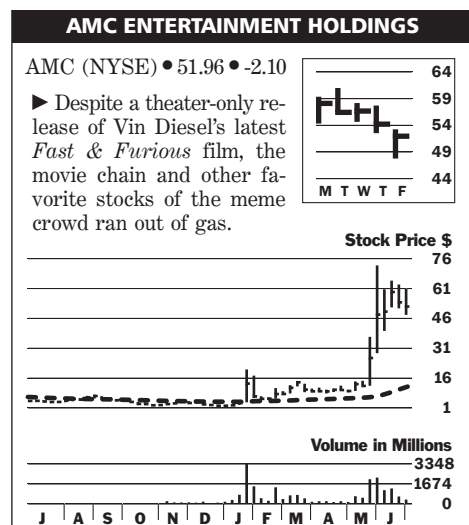 AMC ENTERTAINMENT HOLDINGS
AMC (NYSE) ● 51.96 ● -2.10
► Despite a theater-only re-
lease of Vin Diesel's latest
Fast & Furious film, the
movie chain and other fa-
vorite stocks of the meme
crowd ran out of gas.
64
59
54
49
44
M T W T F
Stock Price $
76
61
46
31
16
1
Volume in Millions
3348
1674
0
J A S O N D J F M A M J